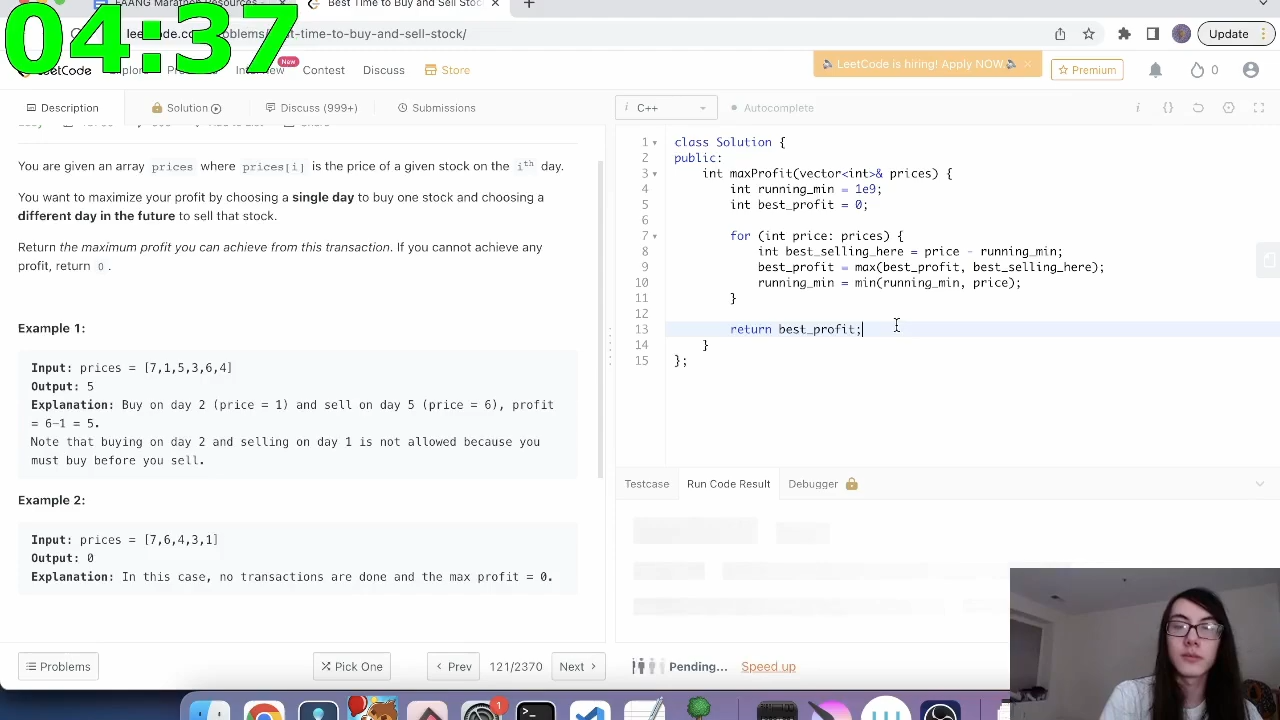 04:37
FAANG Marathon Resources -
Best Time to Buy and Sell Stoc
-time-to-buy-and-sell-stock/
Update
LeetCode
Contest
Discuss
Store
New
LeetCode is hiring! Apply NOW.
Premium
0
Description
Solution
Discuss (999+)
Submissions
i C++
Autocomplete
You are given an array prices where prices[i] is the price of a given stock on the ith day.
You want to maximize your profit by choosing a single day to buy one stock and choosing a
different day in the future to sell that stock.
Return the maximum profit you can achieve from this transaction. If you cannot achieve any
profit, return 0.
Example 1:
Input: prices = [7,1,5,3,6,4]
Output: 5
Explanation: Buy on day 2 (price = 1) and sell on day 5 (price = 6), profit
= 6-1 = 5.
Note that buying on day 2 and selling on day 1 is not allowed because you
must buy before you sell.
Example 2:
Input: prices = [7,6,4,3,1]
Output: 0
Explanation: In this case, no transactions are done and the max profit = 0.
Problems
Pick One
Prev
121/2370
Next
1 class Solution {
2 public:
3 int maxProfit(vector<int>& prices) {
4 int running_min = 1e9;
5 int best_profit = 0;
6
7 for (int price: prices) {
8 int best_selling_here = price - running_min;
9 best_profit = max(best_profit, best_selling_here);
10 running_min = min(running_min, price);
11 }
12
13 return best_profit;
14 }
15 };
Testcase
Run Code Result
Debugger
Pending...
Speed up
1